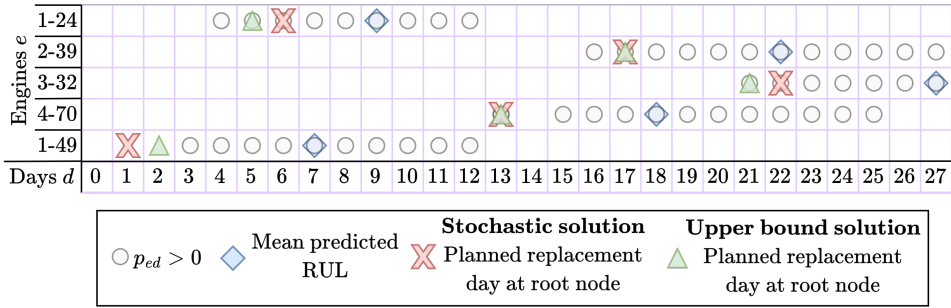 Engines e
1-24
2-39
3-32
4-70
1-49
Days d 0 1 2 3 4 5 6 7 8 9 10 11 12 13 14 15 16 17 18 19 20 21 22 23 24 25 26 27
p_ed > 0
Mean predicted
RUL
Stochastic solution
Planned replacement
day at root node
Upper bound solution
Planned replacement
day at root node